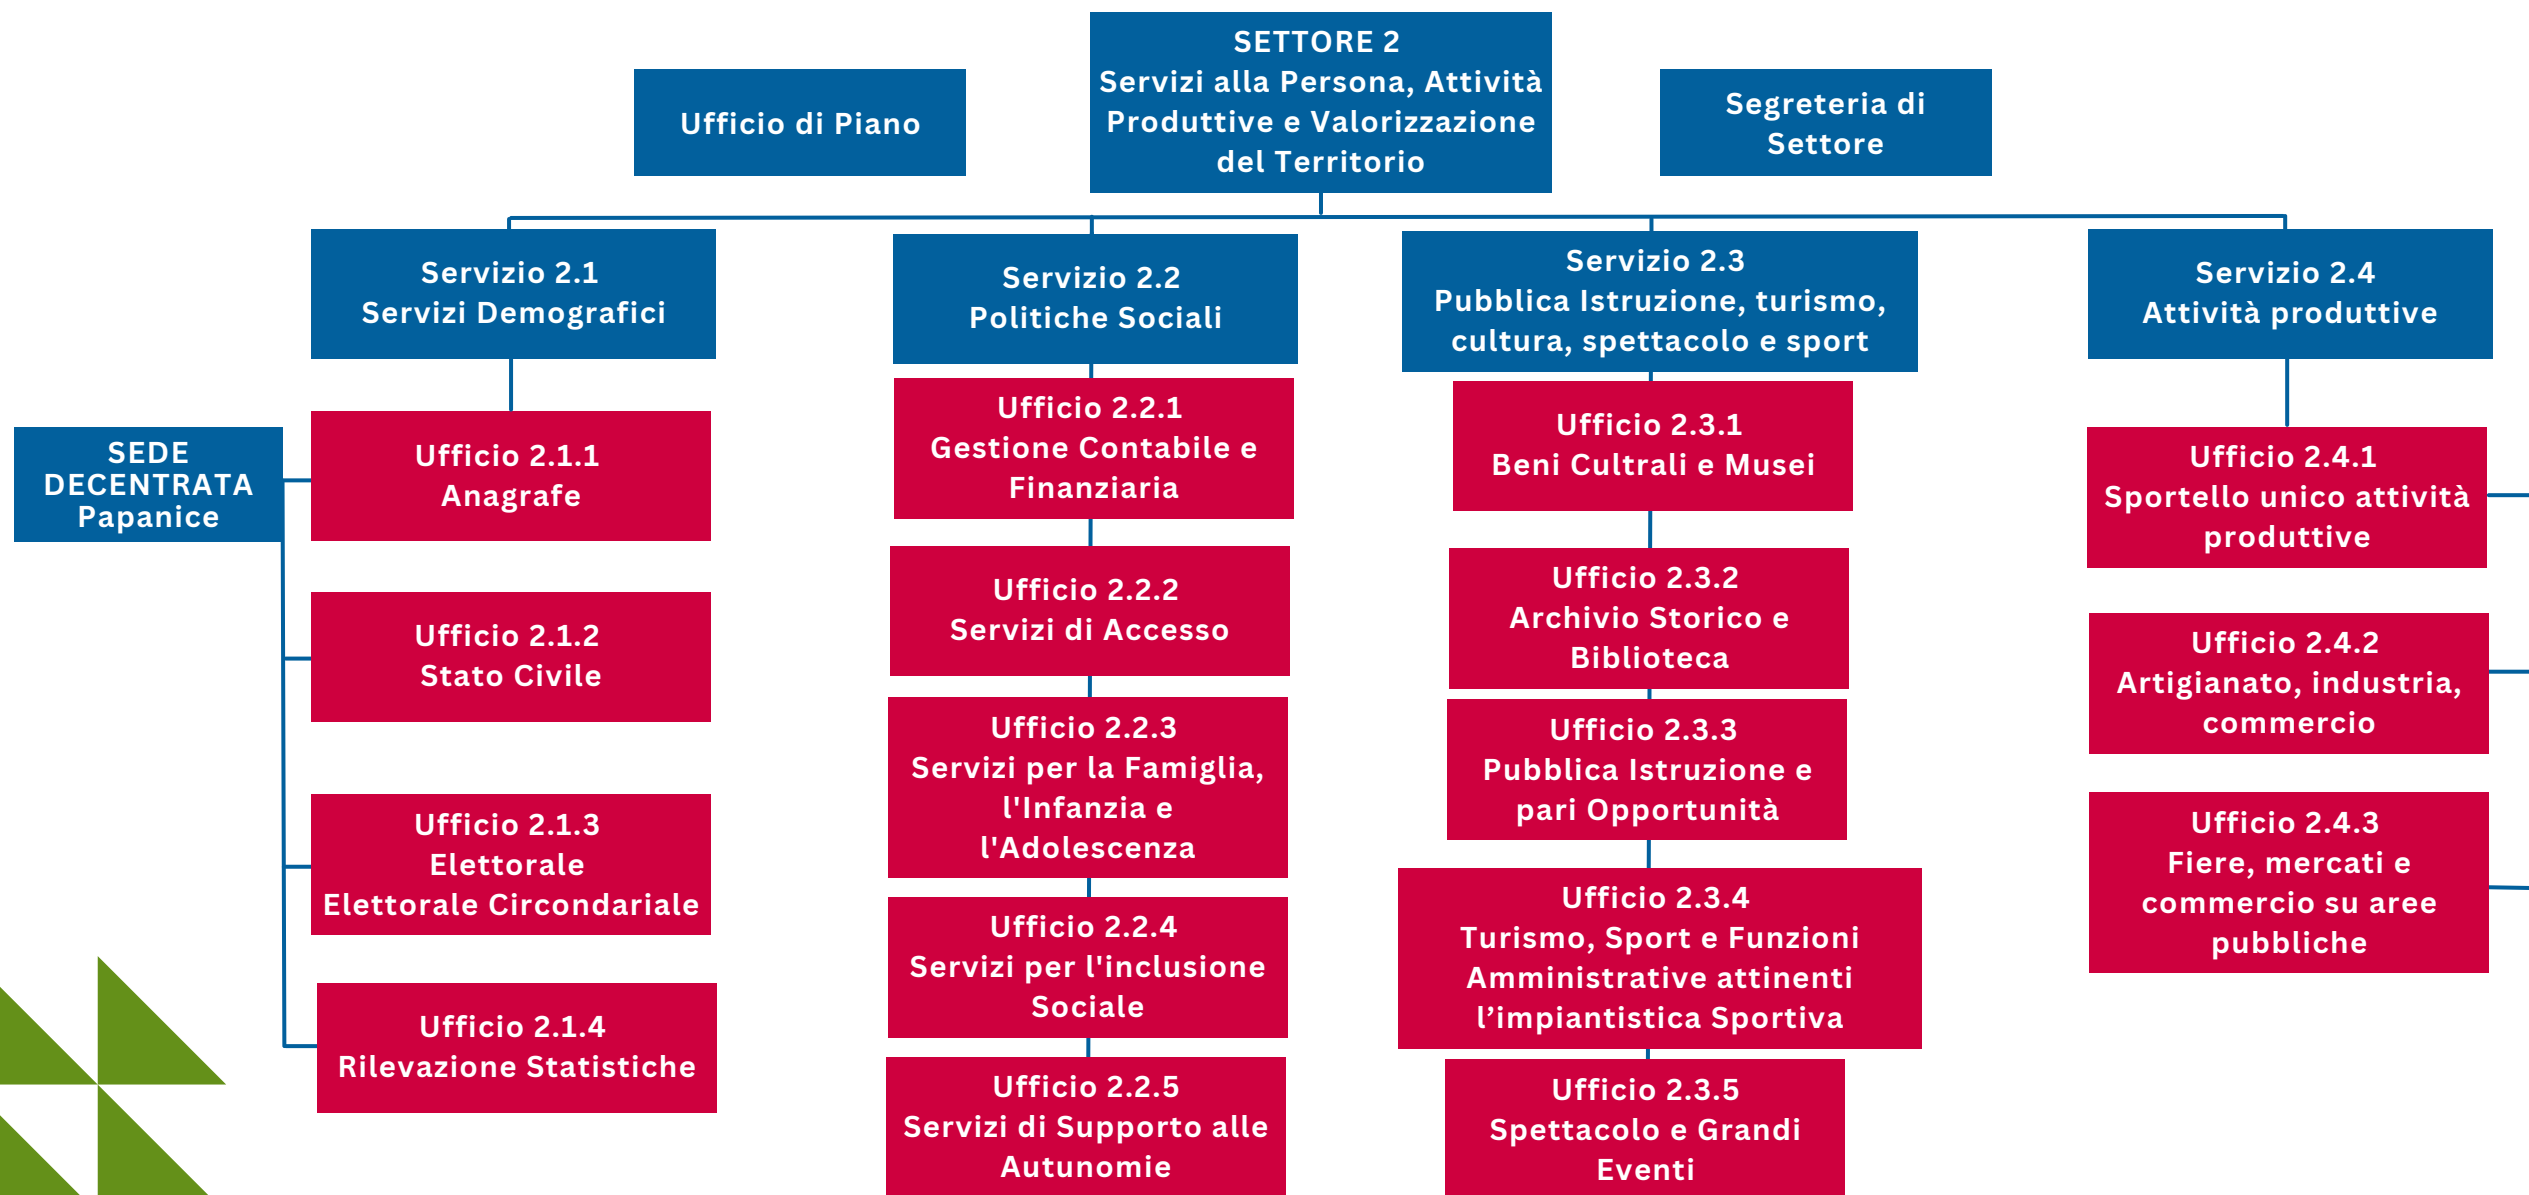 SETTORE 2
Servizi alla Persona, Attività
Produttive e Valorizzazione
del Territorio
Ufficio di Piano
Segreteria di
Settore
Servizio 2.1
Servizi Demografici
Servizio 2.2
Politiche Sociali
Servizio 2.3
Pubblica Istruzione, turismo,
cultura, spettacolo e sport
Servizio 2.4
Attività produttive
SEDE
DECENTRATA
Papanice
Ufficio 2.1.1
Anagrafe
Ufficio 2.1.2
Stato Civile
Ufficio 2.1.3
Elettorale
Elettorale Circondariale
Ufficio 2.1.4
Rilevazione Statistiche
Ufficio 2.2.1
Gestione Contabile e
Finanziaria
Ufficio 2.2.2
Servizi di Accesso
Ufficio 2.2.3
Servizi per la Famiglia,
l'Infanzia e
l'Adolescenza
Ufficio 2.2.4
Servizi per l'inclusione
Sociale
Ufficio 2.2.5
Servizi di Supporto alle
Autunomie
Ufficio 2.3.1
Beni Cultrali e Musei
Ufficio 2.3.2
Archivio Storico e
Biblioteca
Ufficio 2.3.3
Pubblica Istruzione e
pari Opportunità
Ufficio 2.3.4
Turismo, Sport e Funzioni
Amministrative attinenti
l’impiantistica Sportiva
Ufficio 2.3.5
Spettacolo e Grandi
Eventi
Ufficio 2.4.1
Sportello unico attività
produttive
Ufficio 2.4.2
Artigianato, industria,
commercio
Ufficio 2.4.3
Fiere, mercati e
commercio su aree
pubbliche